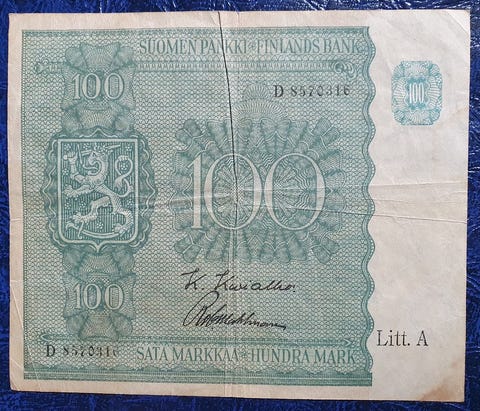 SUOMEN PANKKI FINLANDS BANK
100
100
D 8570316
100
100
D 8570316
Litt. A
SATA MARKKAA HUNDRA MARK